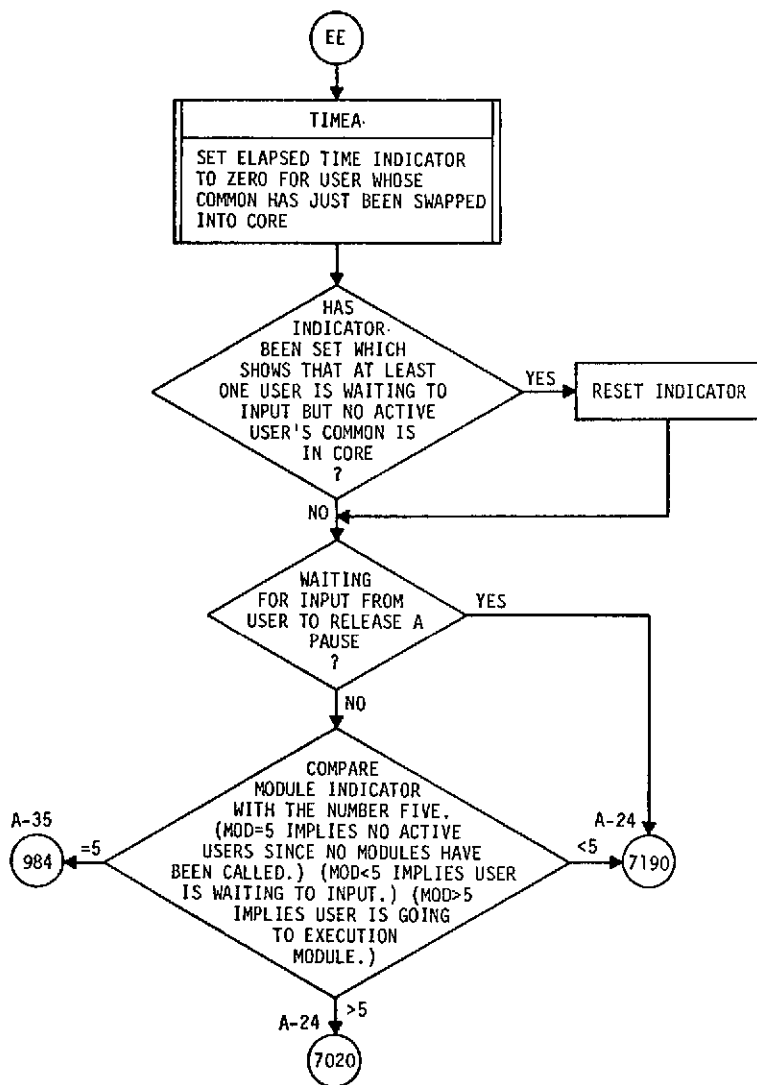 EE
TIMEA.
SET ELAPSED TIME INDICATOR
TO ZERO FOR USER WHOSE
COMMON HAS JUST BEEN SWAPPED
INTO CORE
HAS
INDICATOR.
BEEN SET WHICH
SHOWS THAT AT LEAST
ONE USER IS WAITING TO
INPUT BUT NO ACTIVE
USER'S COMMON IS
IN CORE
?
YES
RESET INDICATOR
NO
WAITING
FOR INPUT FROM
USER TO RELEASE A
PAUSE
?
YES
NO
COMPARE
MODULE INDICATOR
WITH THE NUMBER FIVE.
(MOD=5 IMPLIES NO ACTIVE
USERS SINCE NO MODULES HAVE
BEEN CALLED.) (MOD<5 IMPLIES USER
IS WAITING TO INPUT.) (MOD>5
IMPLIES USER IS GOING
TO EXECUTION
MODULE.)
A-35
984
=5
<5
A-24
7190
>5
A-24
7020